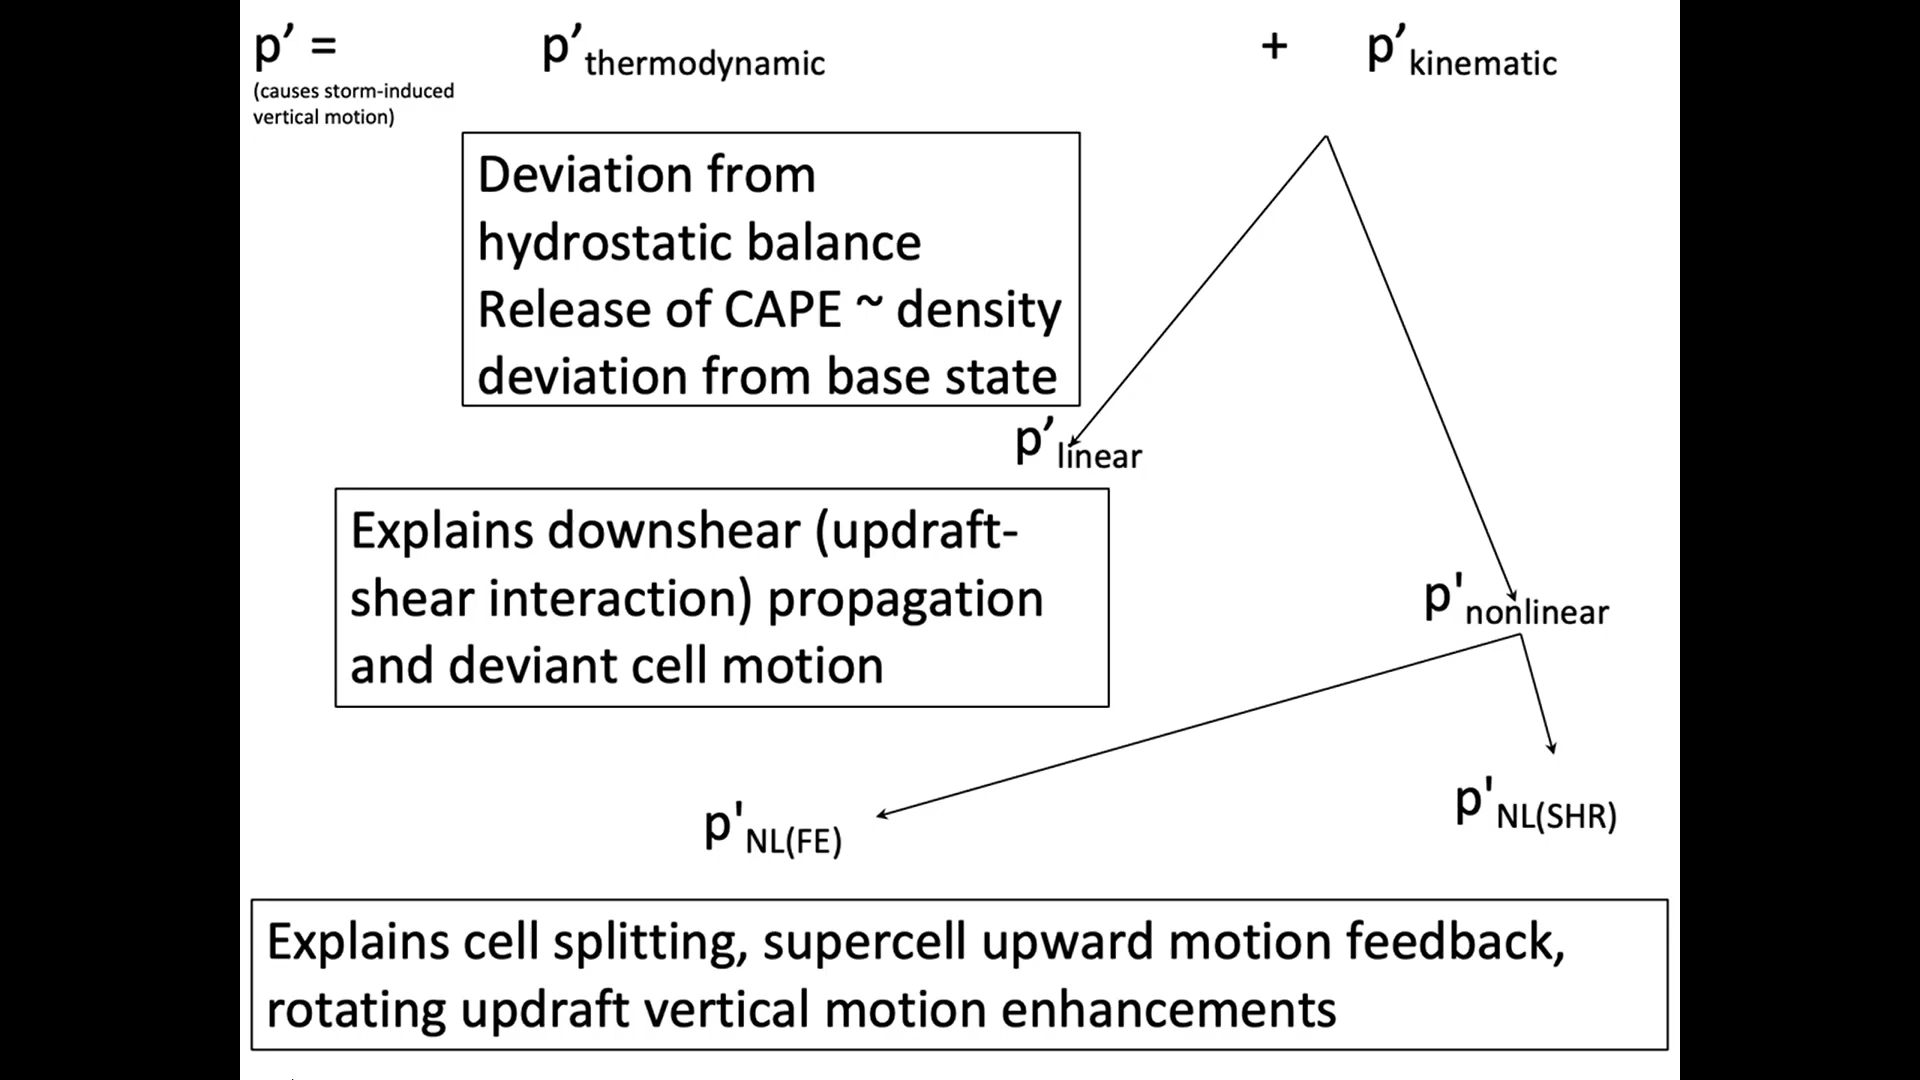 p′ = p′thermodynamic + p′kinematic
(causes storm-induced
vertical motion)
Deviation from
hydrostatic balance
Release of CAPE ~ density
deviation from base state
p′linear
Explains downshear (updraft-
shear interaction) propagation
and deviant cell motion
p'nonlinear
p'NL(FE)
p'NL(SHR)
Explains cell splitting, supercell upward motion feedback,
rotating updraft vertical motion enhancements